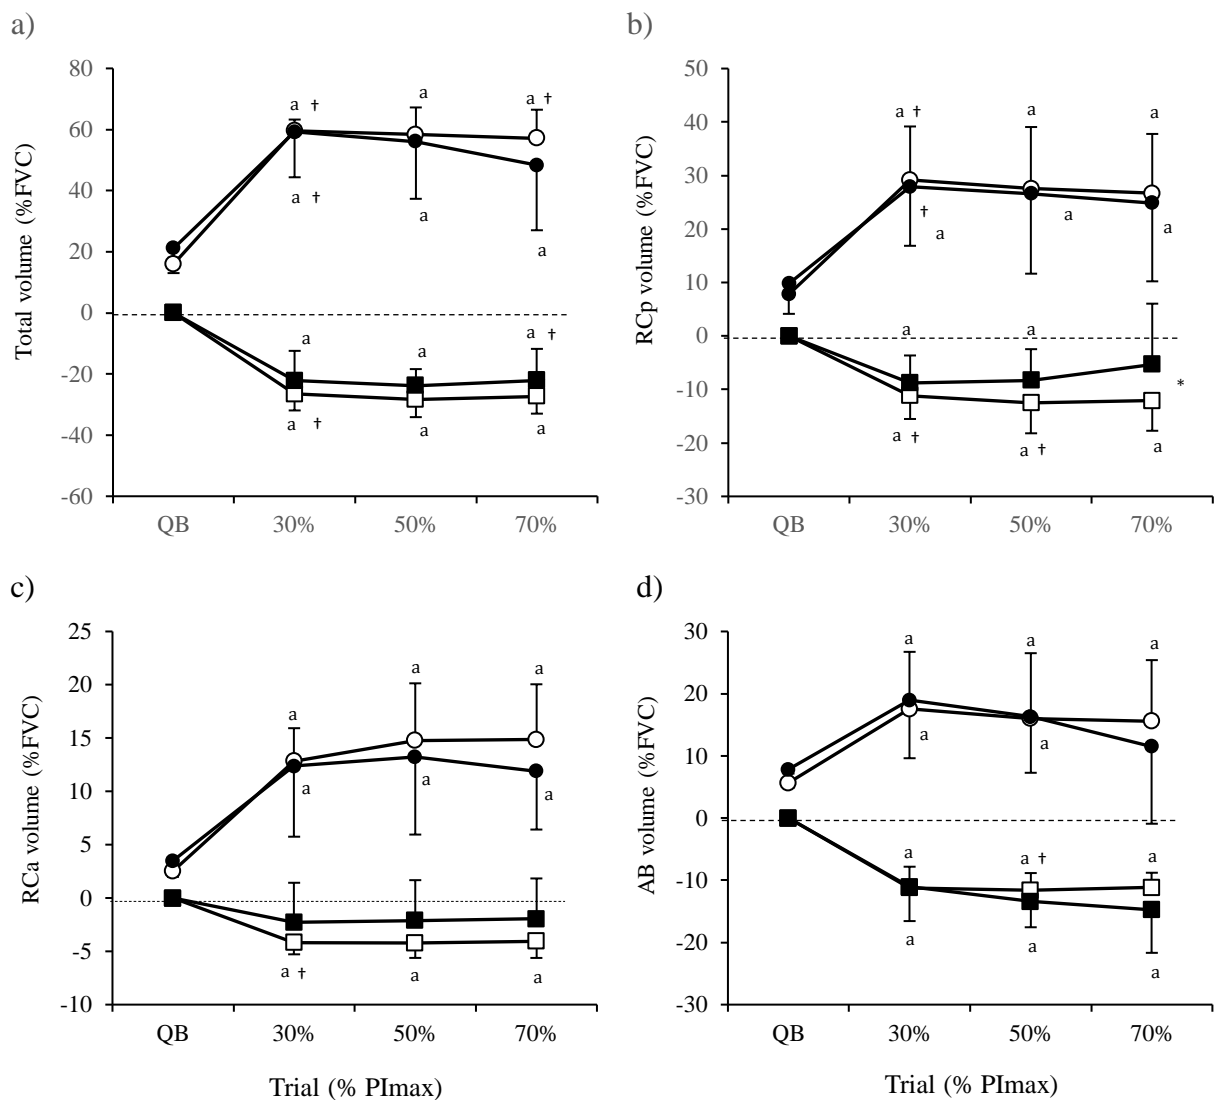 a)
Total volume (%FVC)
80
60
40
20
0
-20
-40
-60
a †
a
a †
a †
a
a
a
a
a †
a †
a
a
QB 30% 50% 70%
b)
RCp volume (%FVC)
50
40
30
20
10
0
-10
-20
-30
a †
a
a
†
a
a
a
a
a
*
a †
a †
a
QB 30% 50% 70%
c)
RCa volume (%FVC)
25
20
15
10
5
0
-5
-10
a
a
a
a
a
a
a †
a
a
QB 30% 50% 70%
Trial (% PImax)
d)
AB volume (%FVC)
30
20
10
0
-10
-20
-30
a
a
a
a
a
a
a †
a
a
a
a
QB 30% 50% 70%
Trial (% PImax)